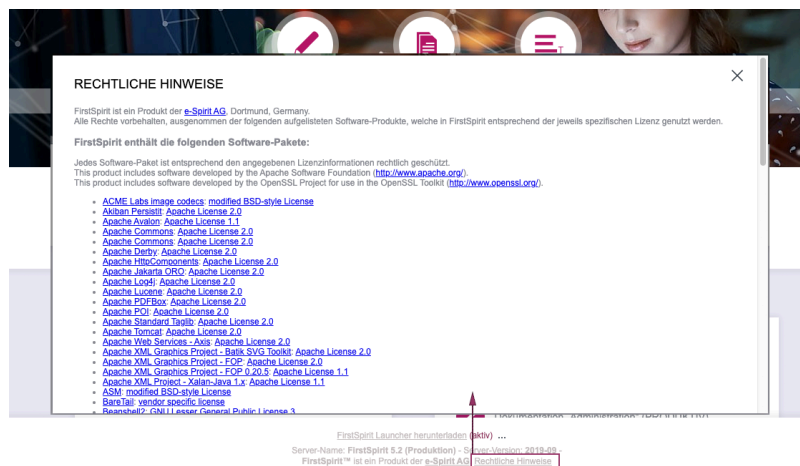 RECHTLICHE HINWEISE
FirstSpirit ist ein Produkt der e-Spirit AG, Dortmund, Germany.
Alle Rechte vorbehalten, ausgenommen der folgenden aufgelisteten Software-Produkte, welche in FirstSpirit entsprechend der jeweils spezifischen Lizenz genutzt werden.
FirstSpirit enthält die folgenden Software-Pakete:
Jedes Software-Paket ist entsprechend den angegebenen Lizenzinformationen rechtlich geschützt.
This product includes software developed by the Apache Software Foundation (http://www.apache.org/).
This product includes software developed by the OpenSSL Project for use in the OpenSSL Toolkit (http://www.openssl.org/).
ACME Labs image codecs: modified BSD-style License
Akiban Persistit: Apache License 2.0
Apache Avalon: Apache License 1.1
Apache Commons: Apache License 2.0
Apache Commons: Apache License 2.0
Apache Derby: Apache License 2.0
Apache HttpComponents: Apache License 2.0
Apache Jakarta ORO: Apache License 2.0
Apache Log4j: Apache License 2.0
Apache Lucene: Apache License 2.0
Apache PDFBox: Apache License 2.0
Apache POI: Apache License 2.0
Apache Standard Taglib: Apache License 2.0
Apache Tomcat: Apache License 2.0
Apache Web Services - Axis: Apache License 2.0
Apache XML Graphics Project - Batik SVG Toolkit: Apache License 2.0
Apache XML Graphics Project - FOP: Apache License 2.0
Apache XML Graphics Project - FOP 0.20.5: Apache License 1.1
Apache XML Project - Xalan-Java 1.x: Apache License 1.1
ASM: modified BSD-style License
BareTail: vendor specific license
Beanshell2: GNU Lesser General Public License 3
Dokumentation, Administration, (PRODUKTIV)
FirstSpirit Launcher herunterladen (aktiv) ...
Server-Name: FirstSpirit 5.2 (Produktion) - Server-Version: 2019-09 -
FirstSpirit™ ist ein Produkt der e-Spirit AG Rechtliche Hinweise